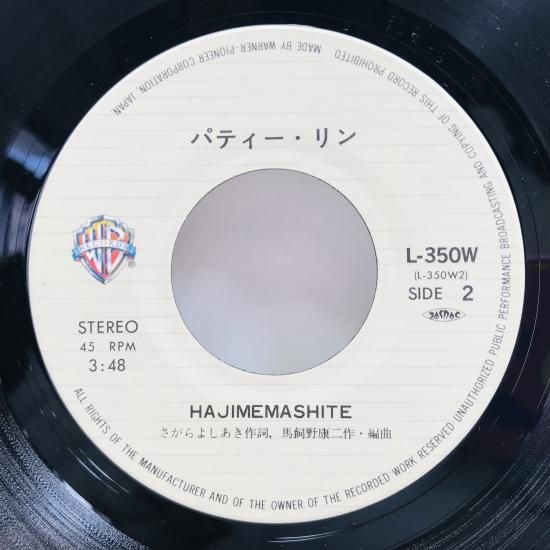 パティー・リン
RECORDS
L-350W
(L-350W2)
SIDE 2
JASRAC
STEREO
45 RPM
3:48
HAJIMEMASHITE
さがらよしあき作詞, 馬飼野康二作・編曲
ALL RIGHTS OF THE MANUFACTURER AND OF THE OWNER OF THE RECORDED WORK RESERVED UNAUTHORIZED PUBLIC PERFORMANCE BROADCASTING AND COPYING OF THIS RECORD PROHIBITED. MADE BY WARNER-PIONEER CORPORATION, JAPAN.